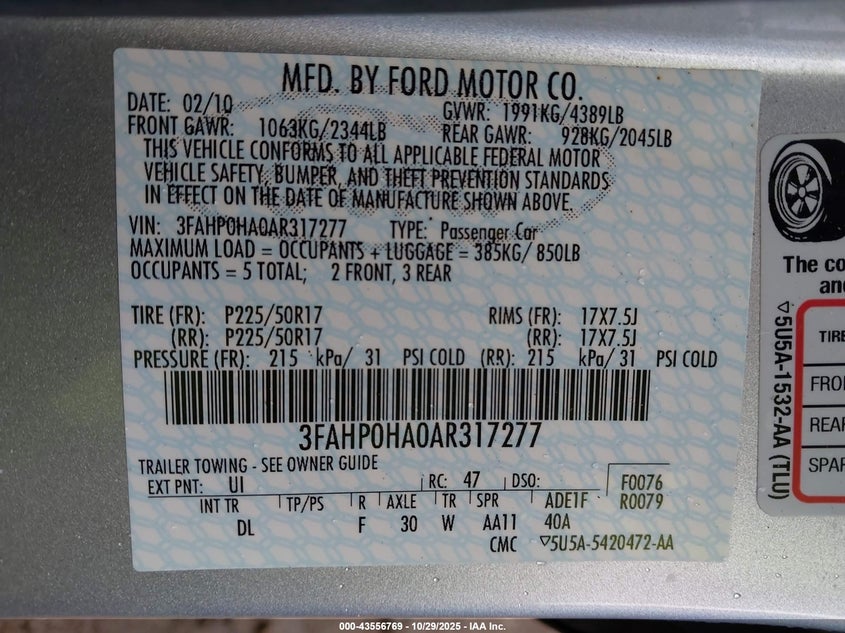 MFD. BY FORD MOTOR CO.
DATE: 02/10 GVWR: 1991KG/4389LB
FRONT GAWR: 1063KG/2344LB REAR GAWR: 928KG/2045LB
THIS VEHICLE CONFORMS TO ALL APPLICABLE FEDERAL MOTOR
VEHICLE SAFETY, BUMPER, AND THEFT PREVENTION STANDARDS
IN EFFECT ON THE DATE OF MANUFACTURE SHOWN ABOVE.
VIN: 3FAHP0HA0AR317277 TYPE: Passenger Car
MAXIMUM LOAD = OCCUPANTS + LUGGAGE = 385KG/ 850LB
OCCUPANTS = 5 TOTAL; 2 FRONT, 3 REAR
TIRE (FR): P225/50R17 RIMS (FR): 17X7.5J
(RR): P225/50R17 (RR): 17X7.5J
PRESSURE (FR): 215 kPa/ 31 PSI COLD (RR): 215 kPa/ 31 PSI COLD
3FAHP0HA0AR317277
TRAILER TOWING - SEE OWNER GUIDE
EXT PNT: UI RC: 47 DSO: F0076
INT TR TP/PS R AXLE TR SPR ADE1F R0079
DL F 30 W AA11 40A
CMC ▽5U5A-5420472-AA
The co
an
▽5U5A-1532-AA (TLU)
TIRE
FRO
REAR
SPAR
000-43556769 - 10/29/2025 - IAA Inc.